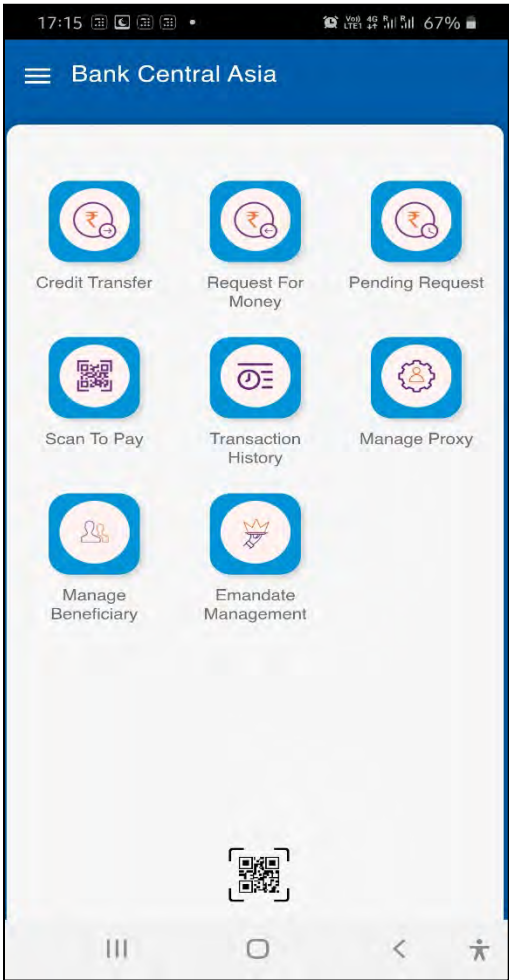 17:15 67%
Bank Central Asia
Credit Transfer Request For Pending Request
Money
Scan To Pay Transaction Manage Proxy
History
Manage Emandate
Beneficiary Management